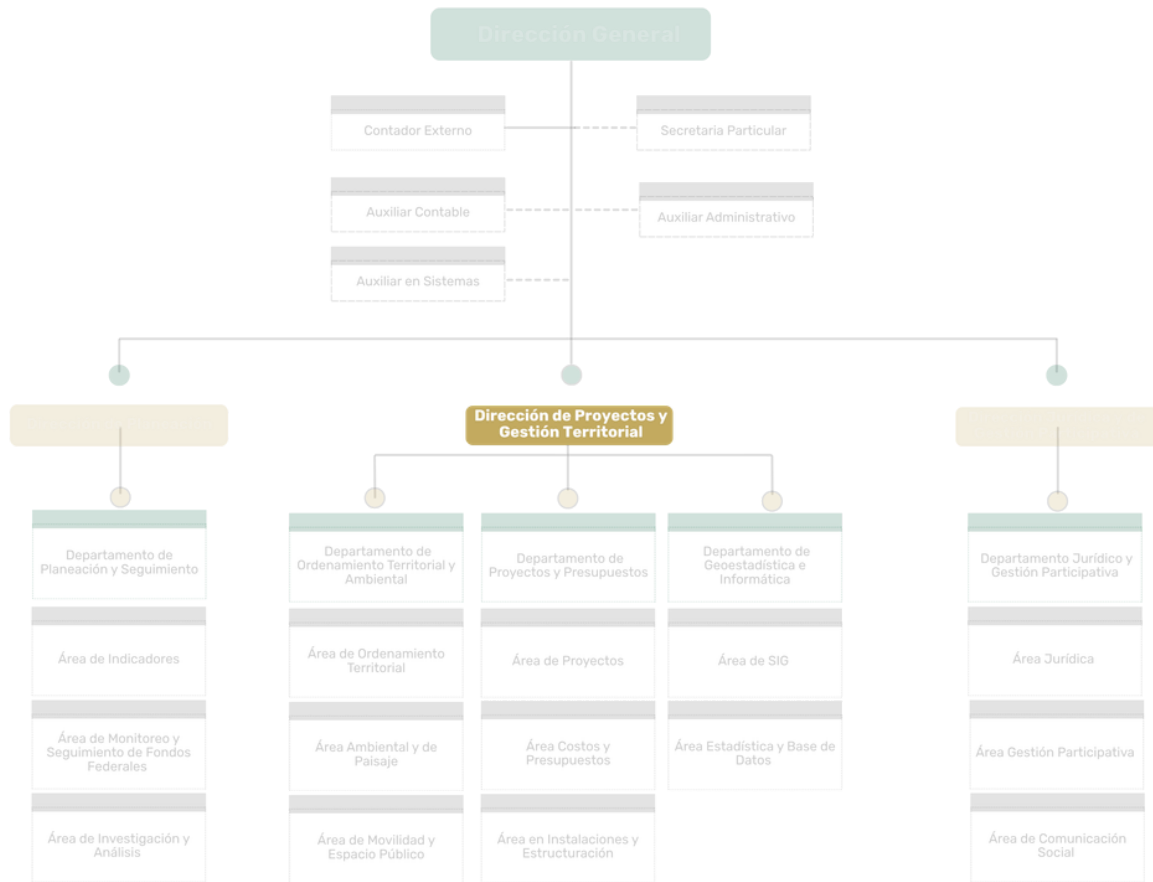 Dirección General
Contador Externo
Secretaria Particular
Auxiliar Contable
Auxiliar Administrativo
Auxiliar en Sistemas
Dirección de Proyectos y
Gestión Territorial
Departamento de
Planeación y Seguimiento
Departamento de
Ordenamiento Territorial y
Ambiental
Departamento de
Proyectos y Presupuestos
Departamento de
Geoestadística e
Informática
Departamento Jurídico y
Gestión Participativa
Área de Indicadores
Área de Ordenamiento
Territorial
Área de Proyectos
Área de SIG
Área Jurídica
Área de Monitoreo y
Seguimiento de Fondos
Federales
Área Ambiental y de
Paisaje
Área Costos y
Presupuestos
Área Estadística y Base de
Datos
Área Gestión Participativa
Área de Investigación y
Análisis
Área de Movilidad y
Espacio Público
Área en Instalaciones y
Estructuración
Área de Comunicación
Social